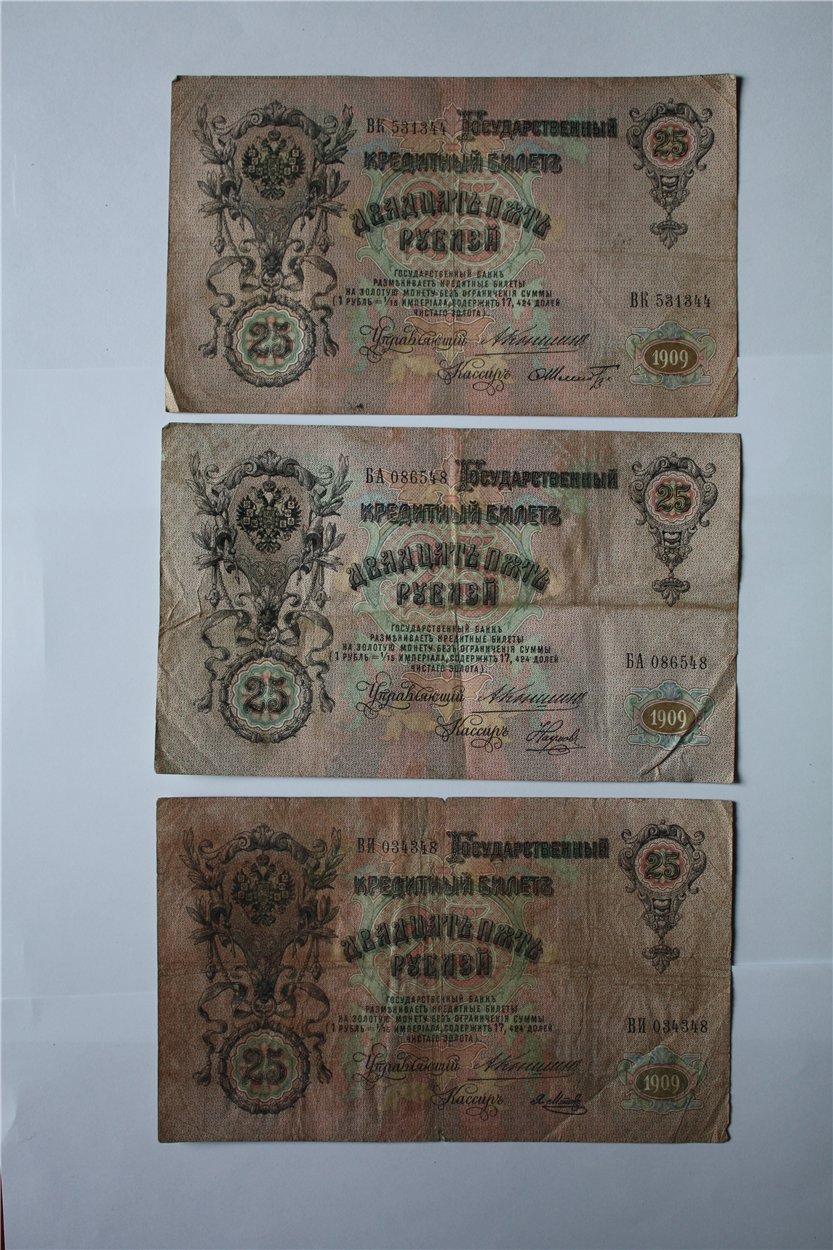 ВК 531344 Государственный 25
Кредитный Билетъ
Двадцать пять
Рублей
ГОСУДАРСТВЕННЫЙ БАНКЪ
РАЗМѢНИВАЕТЪ КРЕДИТНЫЕ БИЛЕТЫ
НА ЗОЛОТУЮ МОНЕТУ БЕЗЪ ОГРАНИЧЕНІЯ СУММЫ
(1 РУБЛЬ = 1/15 ИМПЕРІАЛА, СОДЕРЖИТЪ 17,424 ДОЛЕЙ
ЧИСТАГО ЗОЛОТА).
ВК 531344
25 Управляющій 1909
Кассиръ
БА 086548 Государственный 25
Кредитный Билетъ
Двадцать пять
Рублей
ГОСУДАРСТВЕННЫЙ БАНКЪ
РАЗМѢНИВАЕТЪ КРЕДИТНЫЕ БИЛЕТЫ
НА ЗОЛОТУЮ МОНЕТУ БЕЗЪ ОГРАНИЧЕНІЯ СУММЫ
(1 РУБЛЬ = 1/15 ИМПЕРІАЛА, СОДЕРЖИТЪ 17,424 ДОЛЕЙ
ЧИСТАГО ЗОЛОТА).
БА 086548
25 Управляющій 1909
Кассиръ
ВИ 034348 Государственный 25
Кредитный Билетъ
Двадцать пять
Рублей
ГОСУДАРСТВЕННЫЙ БАНКЪ
РАЗМѢНИВАЕТЪ КРЕДИТНЫЕ БИЛЕТЫ
НА ЗОЛОТУЮ МОНЕТУ БЕЗЪ ОГРАНИЧЕНІЯ СУММЫ
(1 РУБЛЬ = 1/15 ИМПЕРІАЛА, СОДЕРЖИТЪ 17,424 ДОЛЕЙ
ЧИСТАГО ЗОЛОТА).
ВИ 034348
25 Управляющій 1909
Кассиръ